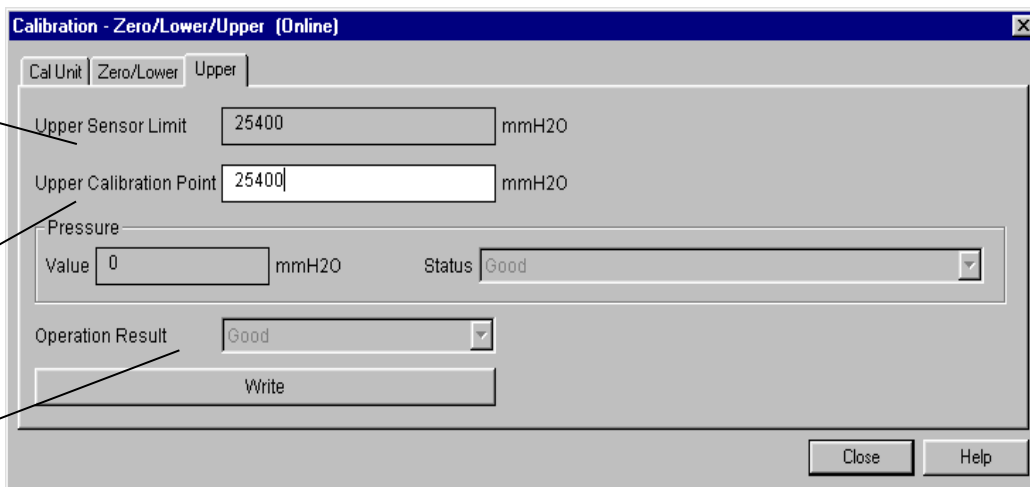 Calibration - Zero/Lower/Upper (Online)
Cal Unit Zero/Lower Upper
Upper Sensor Limit 25400 mmH2O
Upper Calibration Point 25400 mmH2O
Pressure
Value 0 mmH2O Status Good
Operation Result Good
Write
Close Help